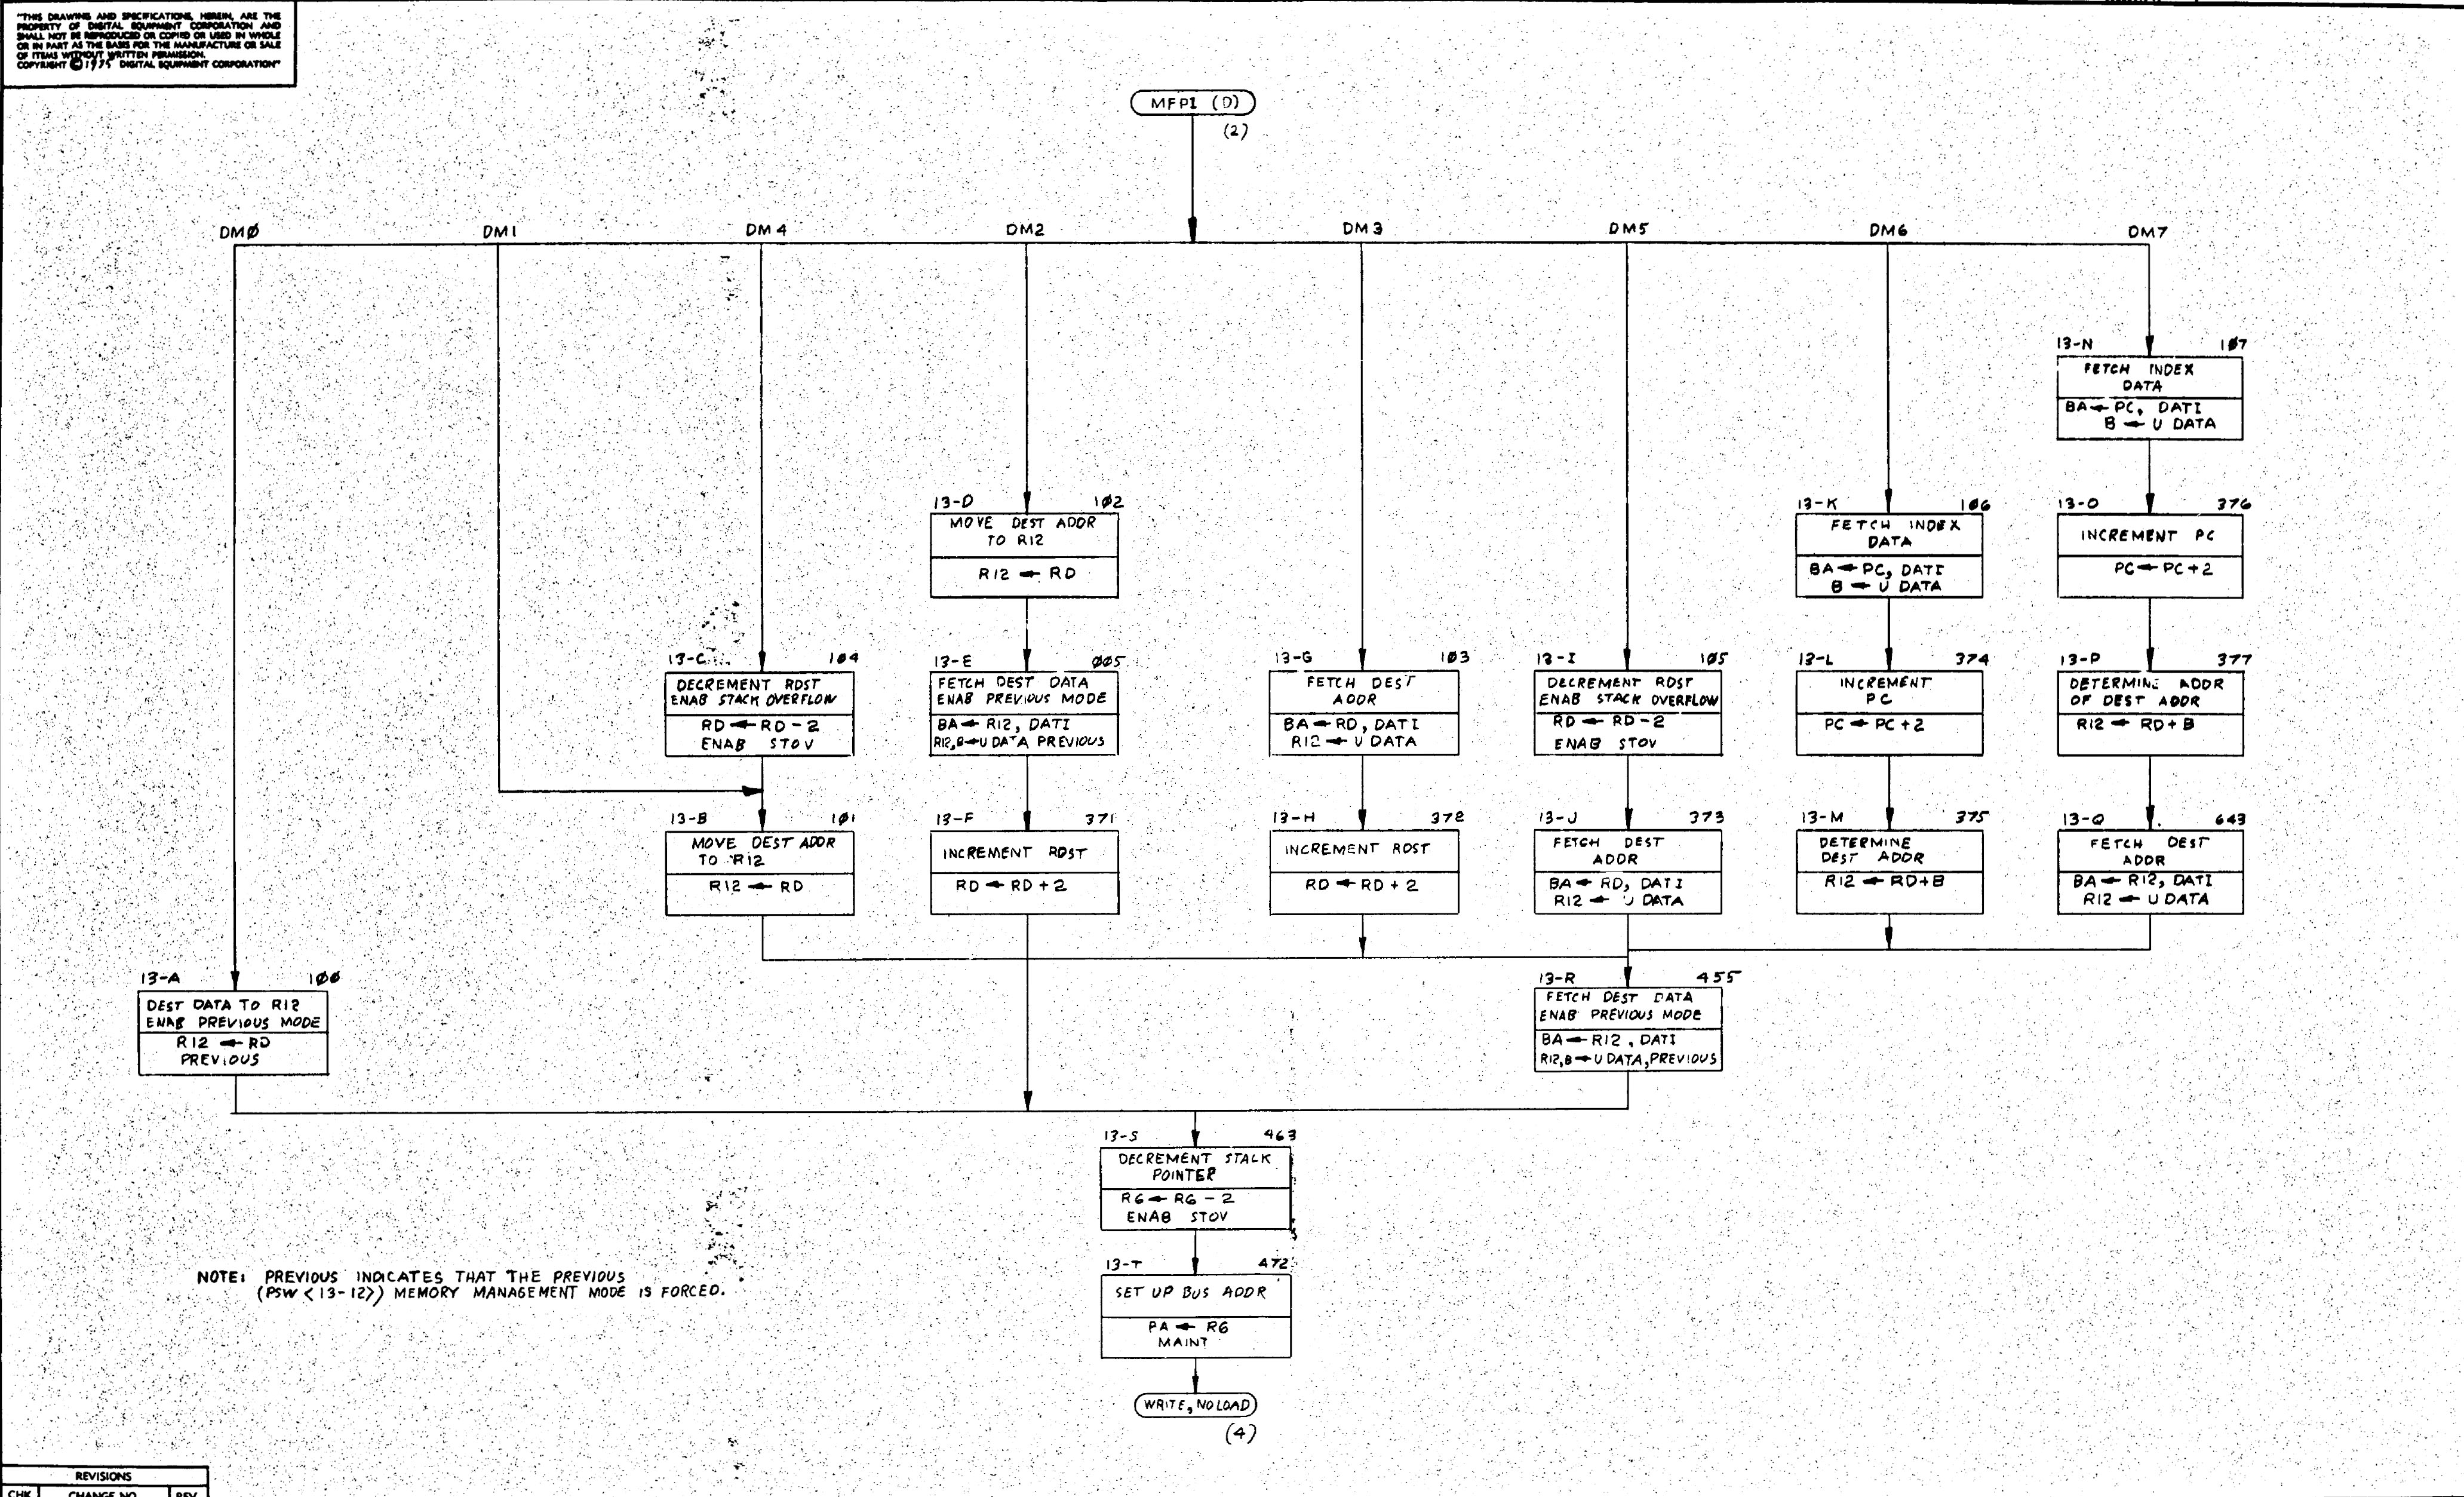 "THIS DRAWING AND SPECIFICATIONS, HEREIN, ARE THE
PROPERTY OF DIGITAL EQUIPMENT CORPORATION AND
SHALL NOT BE REPRODUCED OR COPIED OR USED IN WHOLE
OR IN PART AS THE BASIS FOR THE MANUFACTURE OR SALE
OF ITEMS WITHOUT WRITTEN PERMISSION.
COPYRIGHT © 1975 DIGITAL EQUIPMENT CORPORATION"
MFPI (D)
(2)
DMØ
DM1
DM4
DM2
DM3
DM5
DM6
DM7
13-N 1Ø7
FETCH INDEX
DATA
BA ← PC, DATI
B ← U DATA
13-D 1Ø2
MOVE DEST ADDR
TO R12
R12 ← RD
13-K 1Ø6
FETCH INDEX
DATA
BA ← PC, DATI
B ← U DATA
13-O 376
INCREMENT PC
PC ← PC + 2
13-C 1Ø4
DECREMENT RDST
ENAB STACK OVERFLOW
RD ← RD - 2
ENAB STOV
13-E ØØ5
FETCH DEST DATA
ENAB PREVIOUS MODE
BA ← R12, DATI
R12,B ← U DATA PREVIOUS
13-G 1Ø3
FETCH DEST
ADDR
BA ← RD, DATI
R12 ← U DATA
13-I 1Ø5
DECREMENT RDST
ENAB STACK OVERFLOW
RD ← RD - 2
ENAB STOV
13-L 374
INCREMENT
PC
PC ← PC + 2
13-P 377
DETERMINE ADDR
OF DEST ADDR
R12 ← RD + B
13-B 1Ø1
MOVE DEST ADDR
TO R12
R12 ← RD
13-F 371
INCREMENT RDST
RD ← RD + 2
13-H 372
INCREMENT RDST
RD ← RD + 2
13-J 373
FETCH DEST
ADDR
BA ← RD, DATI
R12 ← U DATA
13-M 375
DETERMINE
DEST ADDR
R12 ← RD+B
13-Q 643
FETCH DEST
ADDR
BA ← R12, DATI
R12 ← U DATA
13-A 1ØØ
DEST DATA TO R12
ENAB PREVIOUS MODE
R12 ← RD
PREVIOUS
13-R 455
FETCH DEST DATA
ENAB PREVIOUS MODE
BA ← R12, DATI
R12,B ← U DATA, PREVIOUS
13-S 463
DECREMENT STALK
POINTER
R6 ← R6 - 2
ENAB STOV
13-T 472
SET UP BUS ADDR
PA ← R6
MAINT
WRITE, NO LOAD
(4)
NOTE: PREVIOUS INDICATES THAT THE PREVIOUS
(PSW <13-12>) MEMORY MANAGEMENT MODE IS FORCED.
REVISIONS
CHK CHANGE NO. REV.